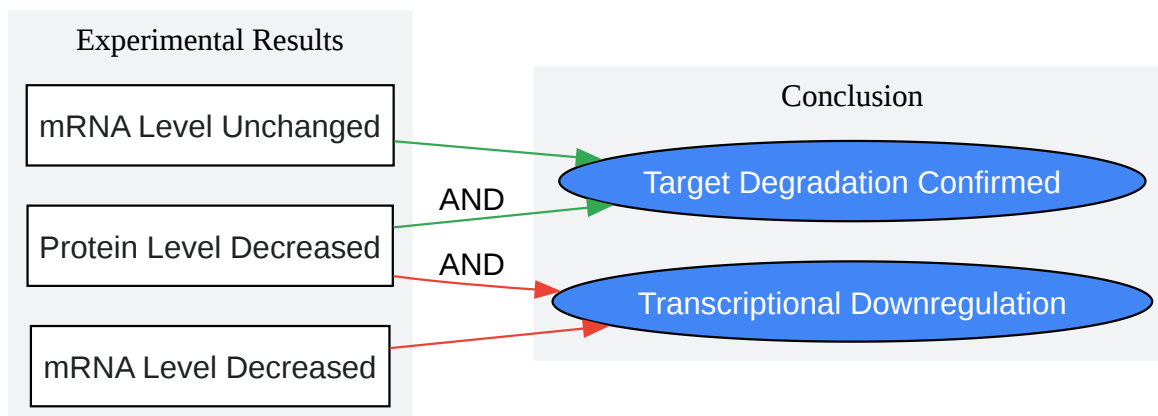 Experimental Results
mRNA Level Unchanged
Protein Level Decreased
mRNA Level Decreased
AND
AND
Conclusion
Target Degradation Confirmed
Transcriptional Downregulation